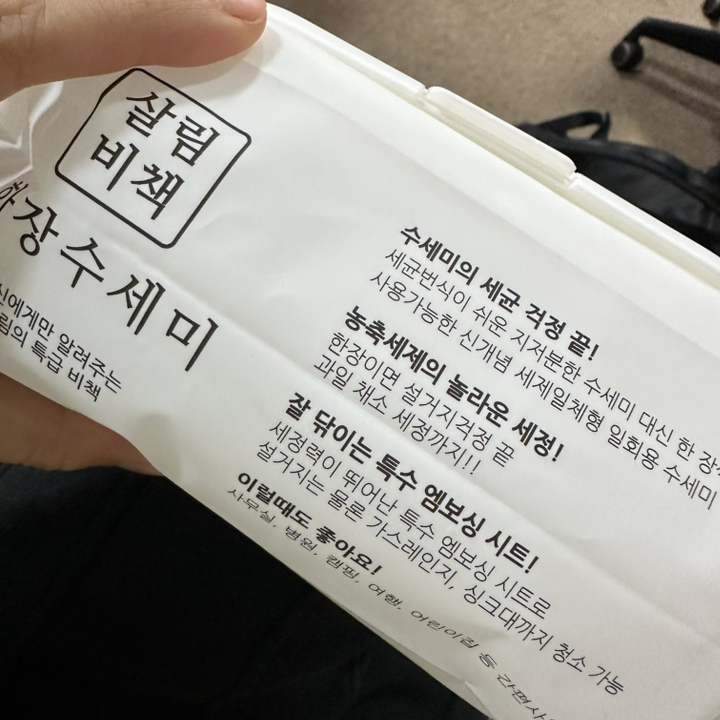 살림
비책
장수세미
신에게만 알려주는
림의 특급 비책
수세미의 세균 걱정 끝!
세균번식이 쉬운 지저분한 수세미 대신 한 장씩
사용가능한 신개념 세제일체형 일회용 수세미
농축세제의 놀라운 세정!
한장이면 설거지걱정 끝
과일 채소 세정까지!!
잘 닦이는 특수 엠보싱 시트!
세정력이 뛰어난 특수 엠보싱 시트로
설거지는 물론 가스레인지, 싱크대까지 청소 가능
이럴때도 좋아요!
사무실, 병원, 캠핑, 여행, 어린이집 등 간편